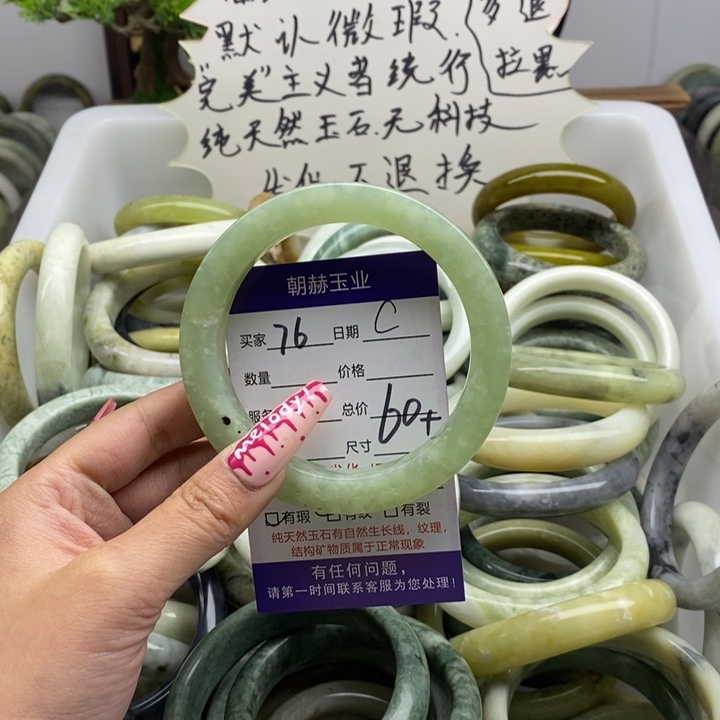 默认微瑕.
多退
"完美"主义者绕行
拉黑
纯天然玉石.无科技
不退换
朝赫玉业
买家 76 日期 C
数量 价格
总价 60+
尺寸
有瑕 有纹 有裂
纯天然玉石有自然生长线，纹理，
结构矿物质属于正常现象
有任何问题，
请第一时间联系客服为您处理！
melody